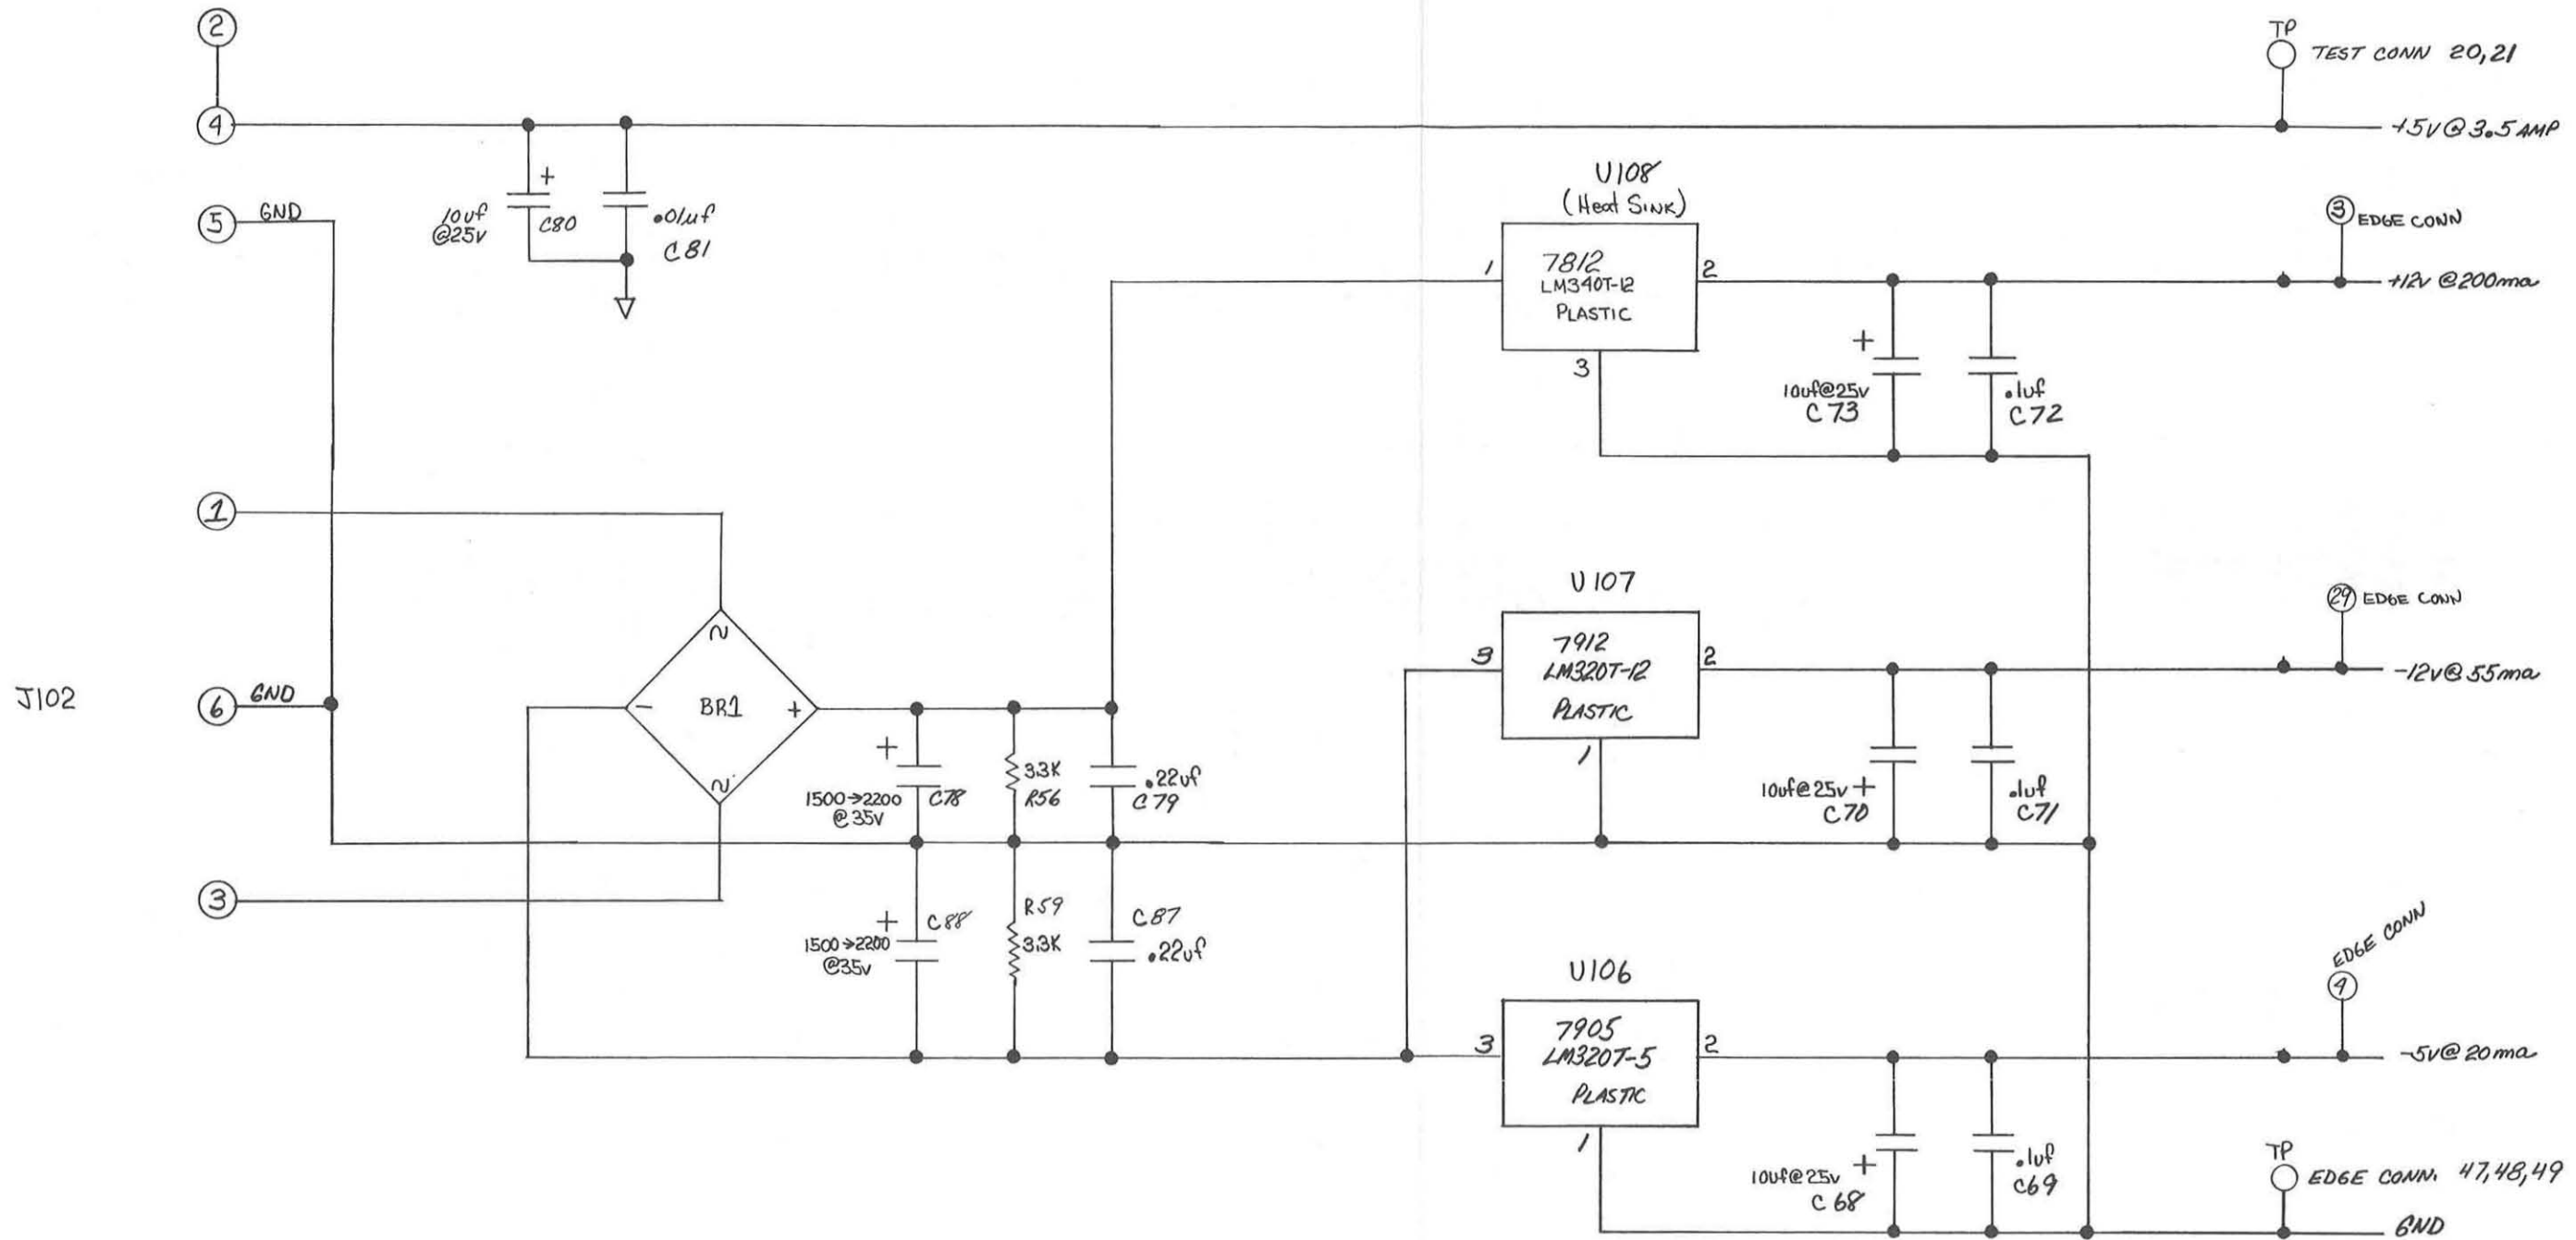 2
TP
TEST CONN 20,21
4
+5V@3.5AMP
+
10uf
@25V
C80
.01uf
C81
5
GND
U108
(Heat Sink)
1
7812
LM340T-12
PLASTIC
2
3
3
EDGE CONN
+12v @200ma
+
10uf@25v
C73
.1uf
C72
1
U107
3
7912
LM320T-12
PLASTIC
2
1
29
EDGE CONN
-12v@55ma
10uf@25v +
C70
.1uf
C71
J102
6
GND
~
- BR1 +
~
+
1500→2200
@35V
C78
3.3K
R56
.22uf
C79
3
+
C88
1500→2200
@35v
R59
3.3K
C87
.22uf
U106
3
7905
LM320T-5
PLASTIC
2
1
EDGE CONN
4
-5v@20ma
10uf@25v +
C68
.1uf
C69
TP
EDGE CONN. 47,48,49
GND